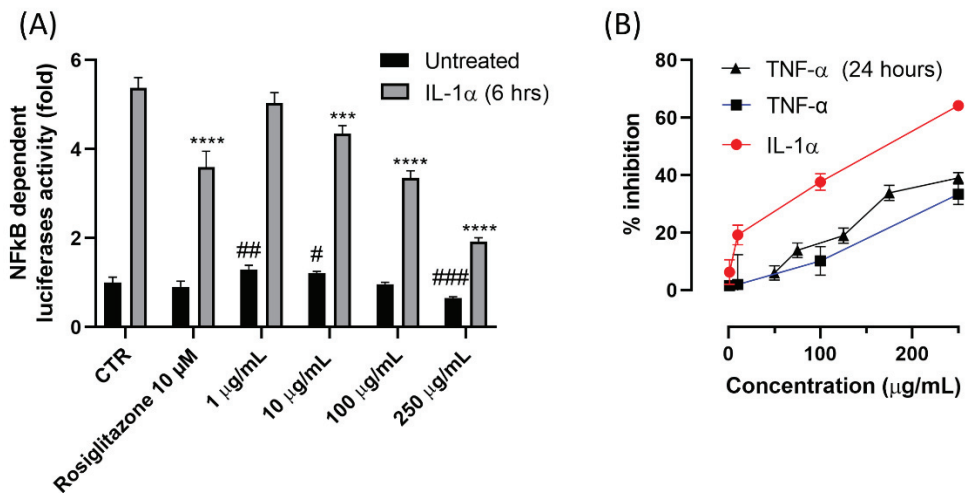 (A)
NFkB dependent
luciferases activity (fold)
6
4
2
0
Untreated
IL-1α (6 hrs)
****
##
#
***
****
###
****
CTR
Rosiglitazone 10 µM
1 µg/mL
10 µg/mL
100 µg/mL
250 µg/mL
(B)
% inhibition
80
60
40
20
0
TNF-α (24 hours)
TNF-α
IL-1α
0
100
200
Concentration (µg/mL)